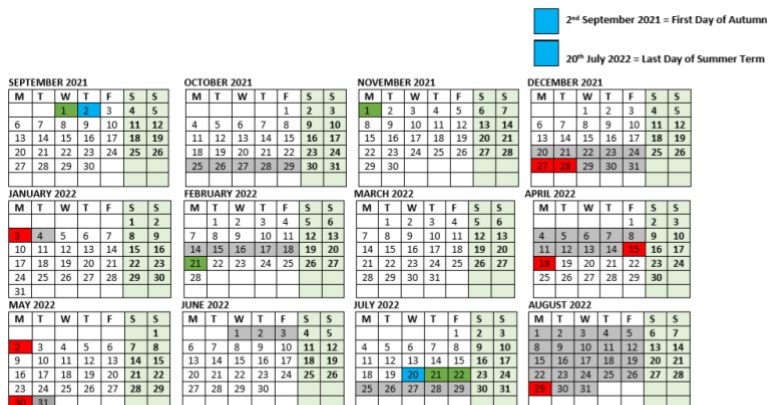 2nd September 2021 = First Day of Autumn
20th July 2022 = Last Day of Summer Term
SEPTEMBER 2021 OCTOBER 2021 NOVEMBER 2021 DECEMBER 2021
M T W T F S S M T W T F S S M T W T F S S M T W T F S S
1 2 3 4 5 1 2 3 1 2 3 4 5 6 7 1 2 3 4 5
6 7 8 9 10 11 12 4 5 6 7 8 9 10 8 9 10 11 12 13 14 6 7 8 9 10 11 12
13 14 15 16 17 18 19 11 12 13 14 15 16 17 15 16 17 18 19 20 21 13 14 15 16 17 18 19
20 21 22 23 24 25 26 18 19 20 21 22 23 24 22 23 24 25 26 27 28 20 21 22 23 24 25 26
27 28 29 30 25 26 27 28 29 30 31 29 30 27 28 29 30 31
JANUARY 2022 FEBRUARY 2022 MARCH 2022 APRIL 2022
M T W T F S S M T W T F S S M T W T F S S M T W T F S S
1 2 1 2 3 4 5 6 1 2 3 4 5 6 1 2 3
3 4 5 6 7 8 9 7 8 9 10 11 12 13 7 8 9 10 11 12 13 4 5 6 7 8 9 10
10 11 12 13 14 15 16 14 15 16 17 18 19 20 14 15 16 17 18 19 20 11 12 13 14 15 16 17
17 18 19 20 21 22 23 21 22 23 24 25 26 27 21 22 23 24 25 26 27 18 19 20 21 22 23 24
24 25 26 27 28 29 30 28 28 29 30 31 25 26 27 28 29 30
31
MAY 2022 JUNE 2022 JULY 2022 AUGUST 2022
M T W T F S S M T W T F S S M T W T F S S M T W T F S S
1 1 2 3 4 5 1 2 3 1 2 3 4 5 6 7
2 3 4 5 6 7 8 6 7 8 9 10 11 12 4 5 6 7 8 9 10 8 9 10 11 12 13 14
9 10 11 12 13 14 15 13 14 15 16 17 18 19 11 12 13 14 15 16 17 15 16 17 18 19 20 21
16 17 18 19 20 21 22 20 21 22 23 24 25 26 18 19 20 21 22 23 24 22 23 24 25 26 27 28
23 24 25 26 27 28 29 27 28 29 30 25 26 27 28 29 30 31 29 30 31
30 31